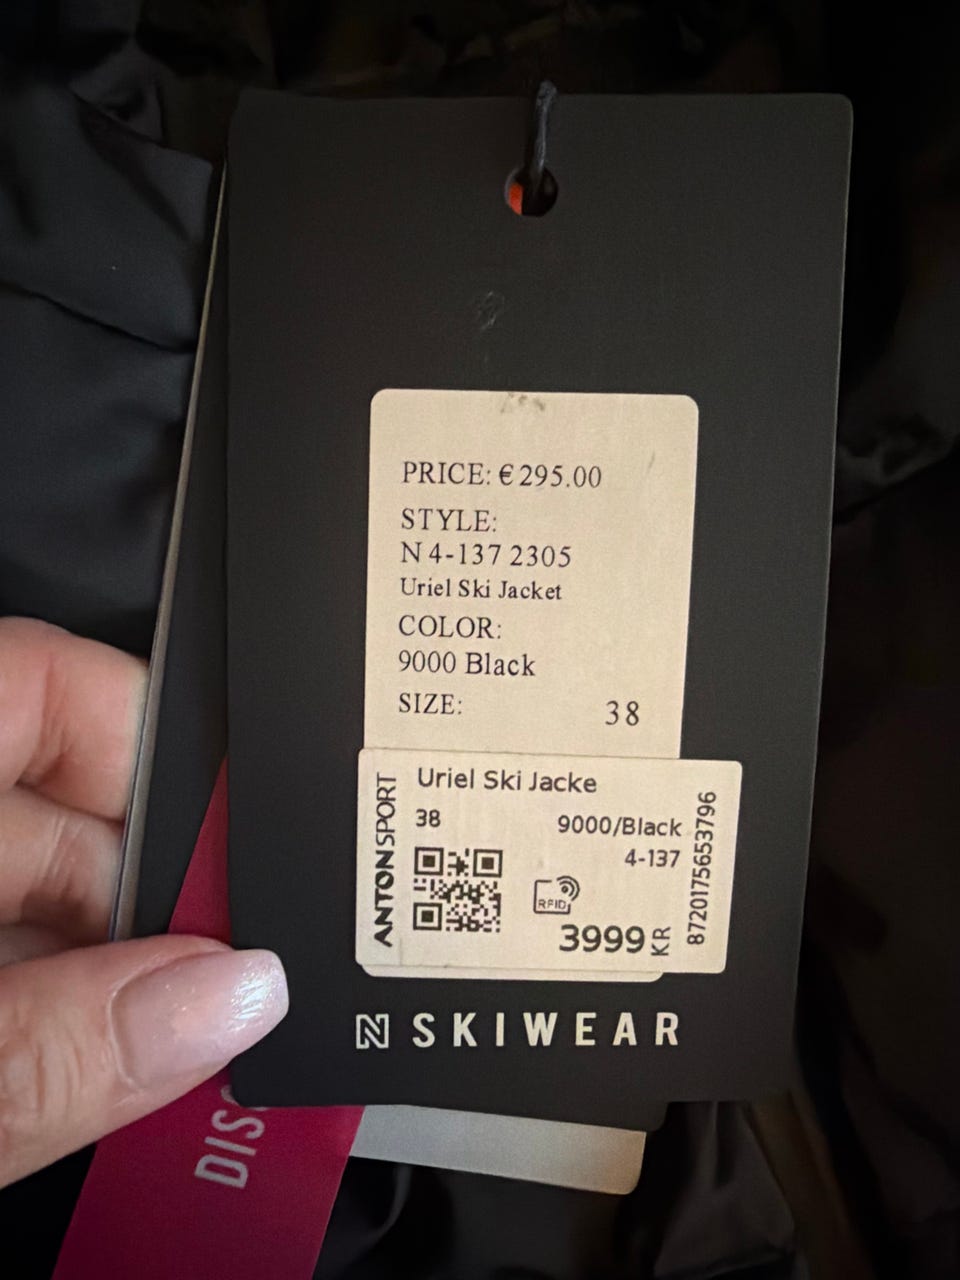 PRICE: €295.00
STYLE:
N 4-137 2305
Uriel Ski Jacket
COLOR:
9000 Black
SIZE: 38
ANTON SPORT
Uriel Ski Jacke
38
9000/Black
4-137
RFID
3999 KR
8720175653796
N SKIWEAR
DISC